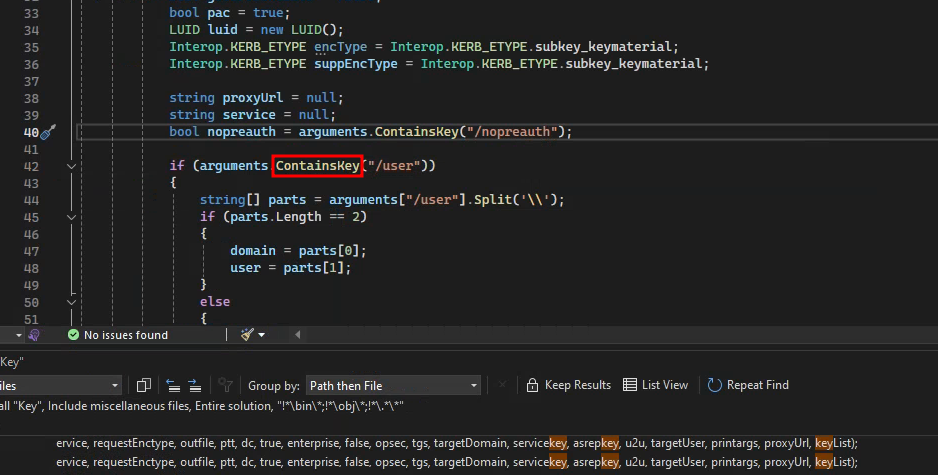 33 bool pac = true;
34 LUID luid = new LUID();
35 Interop.KERB_ETYPE encType = Interop.KERB_ETYPE.subkey_keymaterial;
36 Interop.KERB_ETYPE suppEncType = Interop.KERB_ETYPE.subkey_keymaterial;
37
38 string proxyUrl = null;
39 string service = null;
40 bool nopreauth = arguments.ContainsKey("/nopreauth");
41
42 if (arguments.ContainsKey("/user"))
43 {
44 string[] parts = arguments["/user"].Split('\\');
45 if (parts.Length == 2)
46 {
47 domain = parts[0];
48 user = parts[1];
49 }
50 else
51 {
No issues found
Key"
iles Group by: Path then File Keep Results List View Repeat Find
all "Key", Include miscellaneous files, Entire solution, "!*\bin\*;!*\obj\*;!*\.*\*"
ervice, requestEnctype, outfile, ptt, dc, true, enterprise, false, opsec, tgs, targetDomain, servicekey, asrepkey, u2u, targetUser, printargs, proxyUrl, keyList);
ervice, requestEnctype, outfile, ptt, dc, true, enterprise, false, opsec, tgs, targetDomain, servicekey, asrepkey, u2u, targetUser, printargs, proxyUrl, keyList);